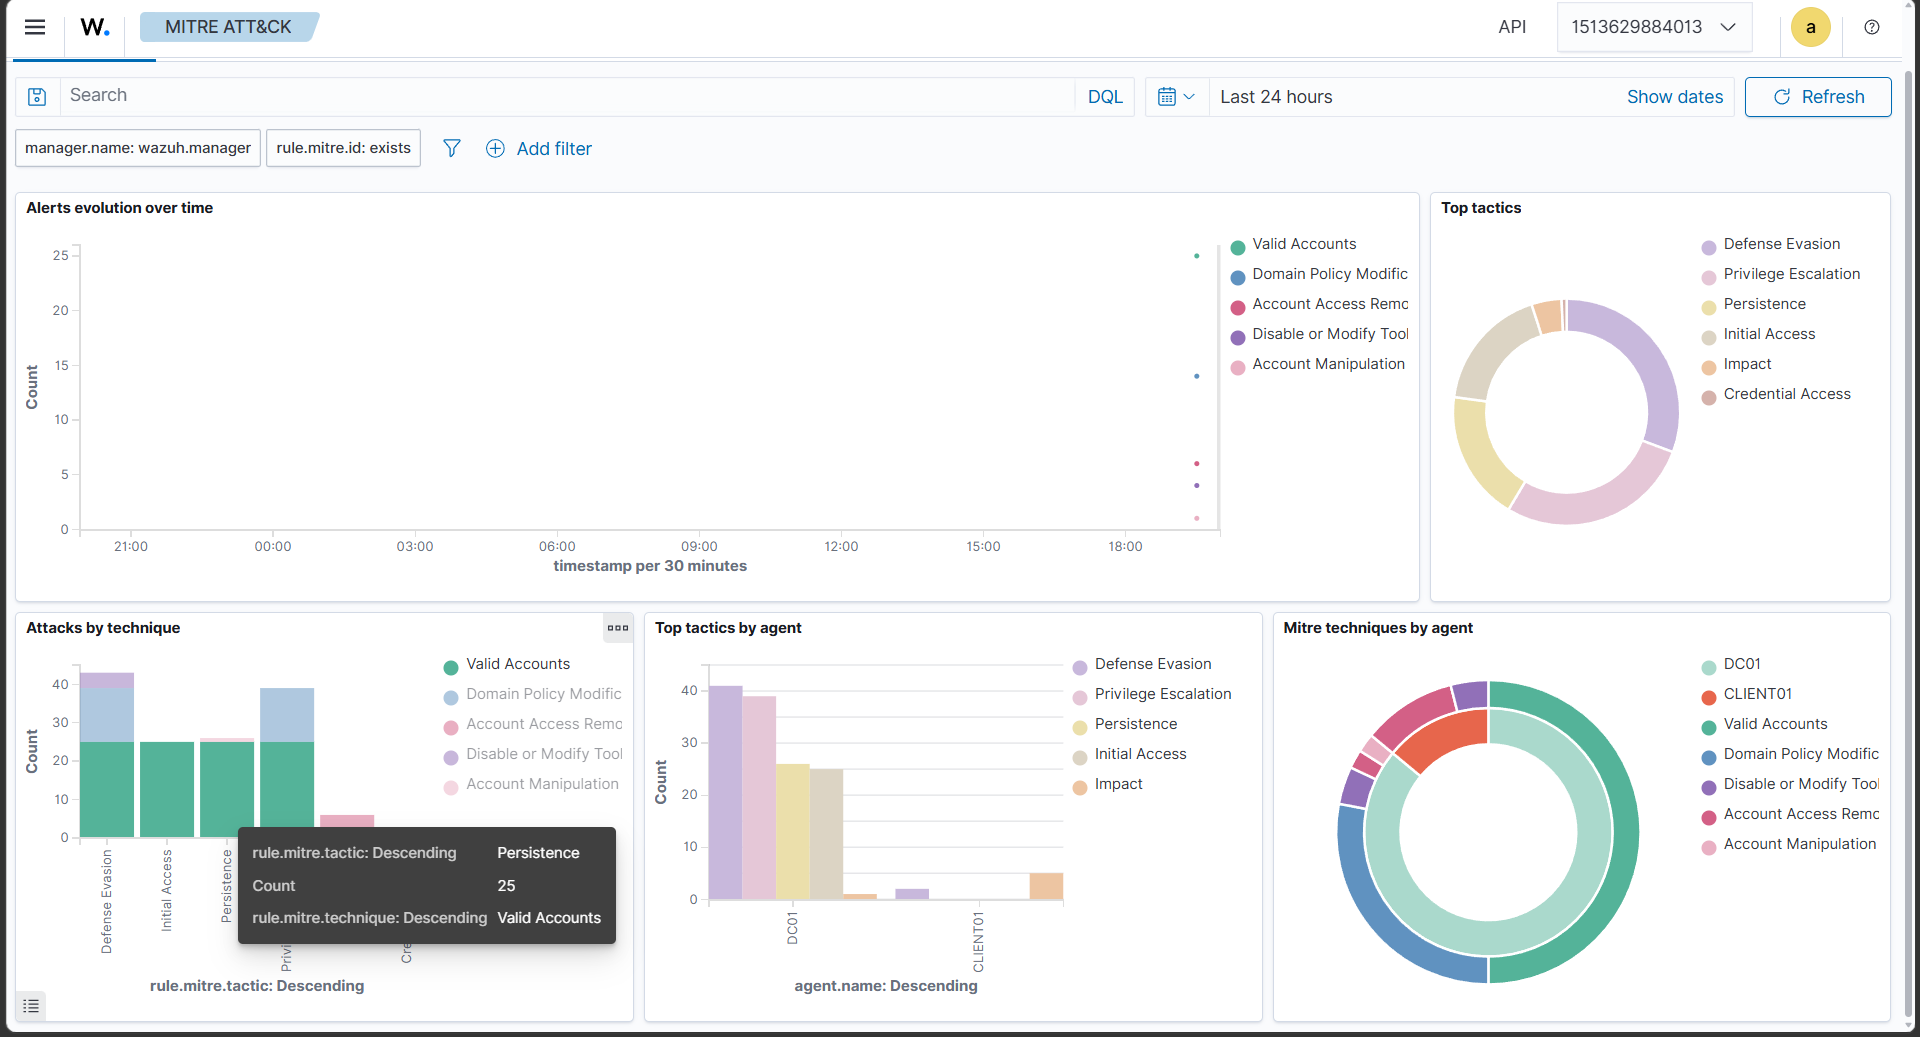 W. MITRE ATT&CK API 1513629884013 a
Search DQL Last 24 hours Show dates Refresh
manager.name: wazuh.manager rule.mitre.id: exists Add filter
Alerts evolution over time
25
20
15
10
5
0
Count
21:00 00:00 03:00 06:00 09:00 12:00 15:00 18:00
timestamp per 30 minutes
Valid Accounts
Domain Policy Modific
Account Access Remo
Disable or Modify Tool
Account Manipulation
Top tactics
Defense Evasion
Privilege Escalation
Persistence
Initial Access
Impact
Credential Access
Attacks by technique
40
30
20
10
0
Count
Defense Evasion
Initial Access
Persistence
Privi
Cre
rule.mitre.tactic: Descending
Valid Accounts
Domain Policy Modific
Account Access Remo
Disable or Modify Tool
Account Manipulation
rule.mitre.tactic: Descending Persistence
Count 25
rule.mitre.technique: Descending Valid Accounts
Top tactics by agent
40
30
20
10
0
Count
DC01
CLIENT01
agent.name: Descending
Defense Evasion
Privilege Escalation
Persistence
Initial Access
Impact
Mitre techniques by agent
DC01
CLIENT01
Valid Accounts
Domain Policy Modific
Disable or Modify Tool
Account Access Remo
Account Manipulation